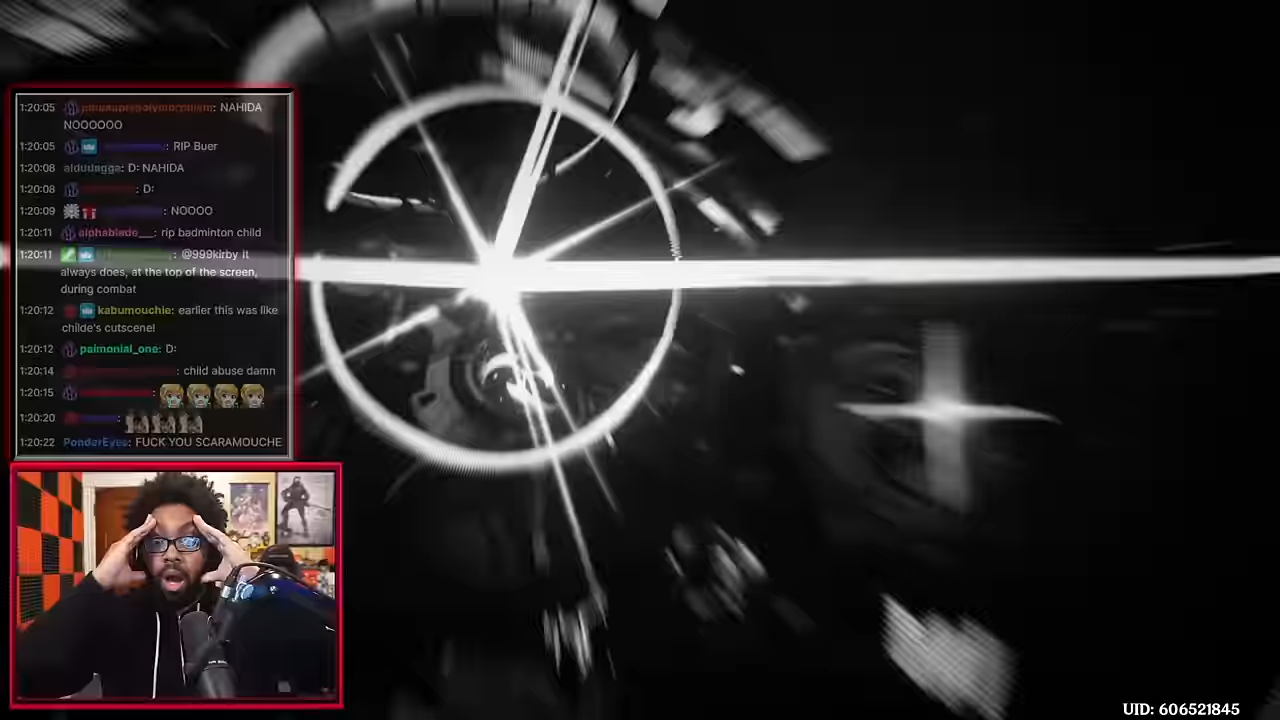 1:20:05 : NAHIDA
NOOOOOO
1:20:05 : RIP Buer
1:20:08 aldudagga: D: NAHIDA
1:20:08 : D:
1:20:09 : NOOOO
1:20:11 alphablade__: rip badminton child
1:20:11 : @999kirby it
always does, at the top of the screen,
during combat
1:20:12 kabumouchie: earlier this was like
childe's cutscene!
1:20:12 paimonial_one: D:
1:20:14 : child abuse damn
1:20:15 :
1:20:20 :
1:20:22 PonderEyes: FUCK YOU SCARAMOUCHE
UID: 606521845